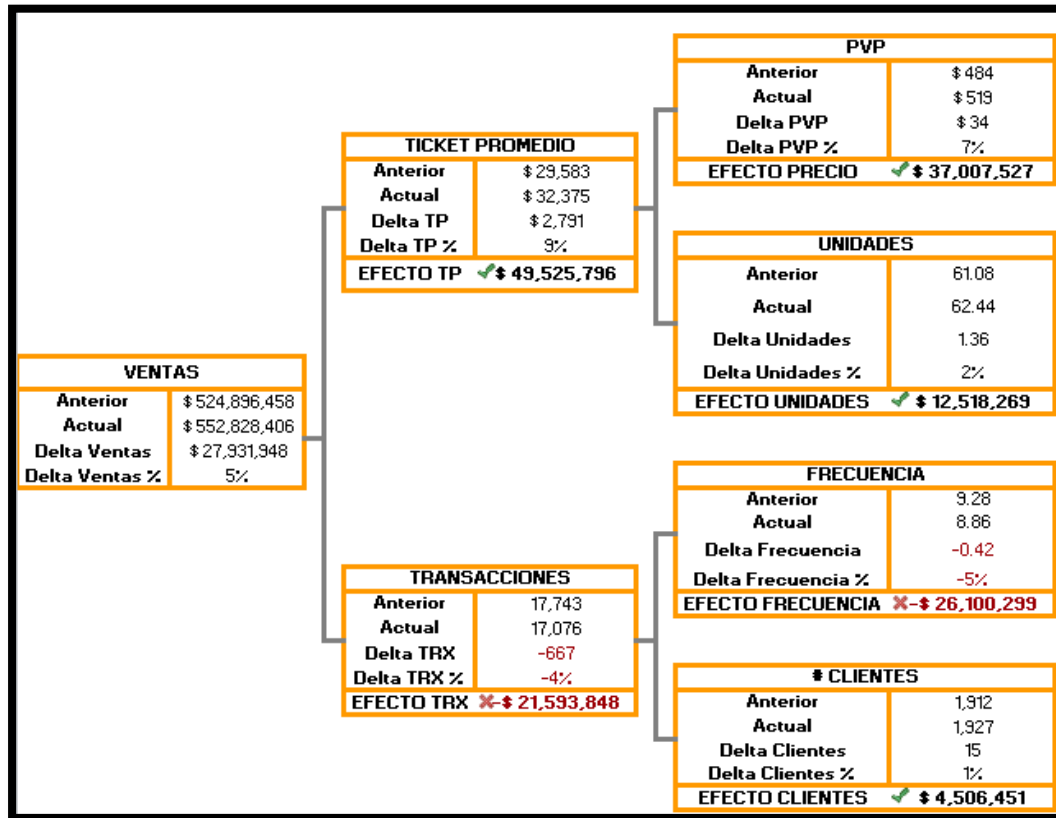 PVP
Anterior $ 484
Actual $ 519
Delta PVP $ 34
Delta PVP % 7%
EFECTO PRECIO $ 37,007,527
TICKET PROMEDIO
Anterior $ 29,583
Actual $ 32,375
Delta TP $ 2,791
Delta TP % 9%
EFECTO TP $ 49,525,796
UNIDADES
Anterior 61.08
Actual 62.44
Delta Unidades 1.36
Delta Unidades % 2%
EFECTO UNIDADES $ 12,518,269
VENTAS
Anterior $ 524,896,458
Actual $ 552,828,406
Delta Ventas $ 27,931,948
Delta Ventas % 5%
FRECUENCIA
Anterior 9.28
Actual 8.86
Delta Frecuencia -0.42
Delta Frecuencia % -5%
EFECTO FRECUENCIA -$ 26,100,299
TRANSACCIONES
Anterior 17,743
Actual 17,076
Delta TRX -667
Delta TRX % -4%
EFECTO TRX -$ 21,593,848
# CLIENTES
Anterior 1,912
Actual 1,927
Delta Clientes 15
Delta Clientes % 1%
EFECTO CLIENTES $ 4,506,451